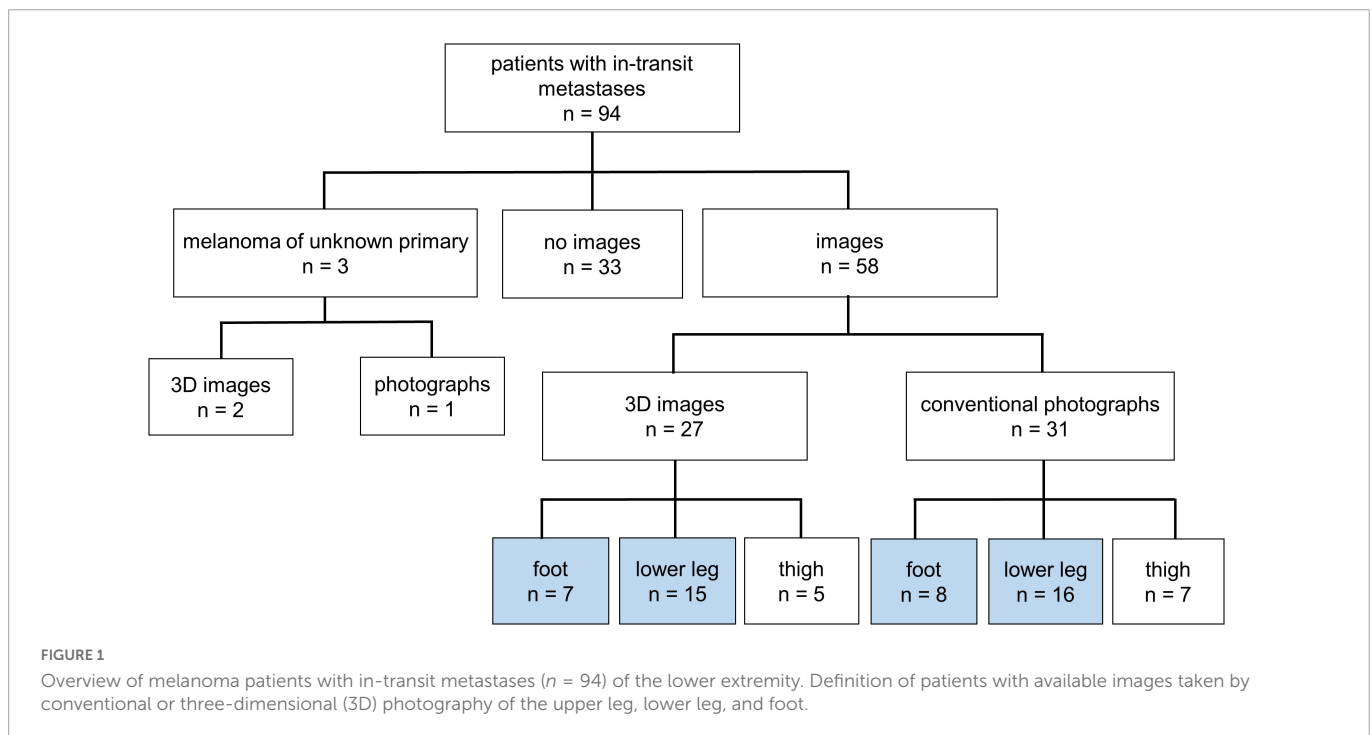 patients with in-transit
metastases
n = 94
melanoma of unknown primary
n = 3
no images
n = 33
images
n = 58
3D images
n = 2
photographs
n = 1
3D images
n = 27
conventional photographs
n = 31
foot
n = 7
lower leg
n = 15
thigh
n = 5
foot
n = 8
lower leg
n = 16
thigh
n = 7
FIGURE 1
Overview of melanoma patients with in-transit metastases (n = 94) of the lower extremity. Definition of patients with available images taken by
conventional or three-dimensional (3D) photography of the upper leg, lower leg, and foot.